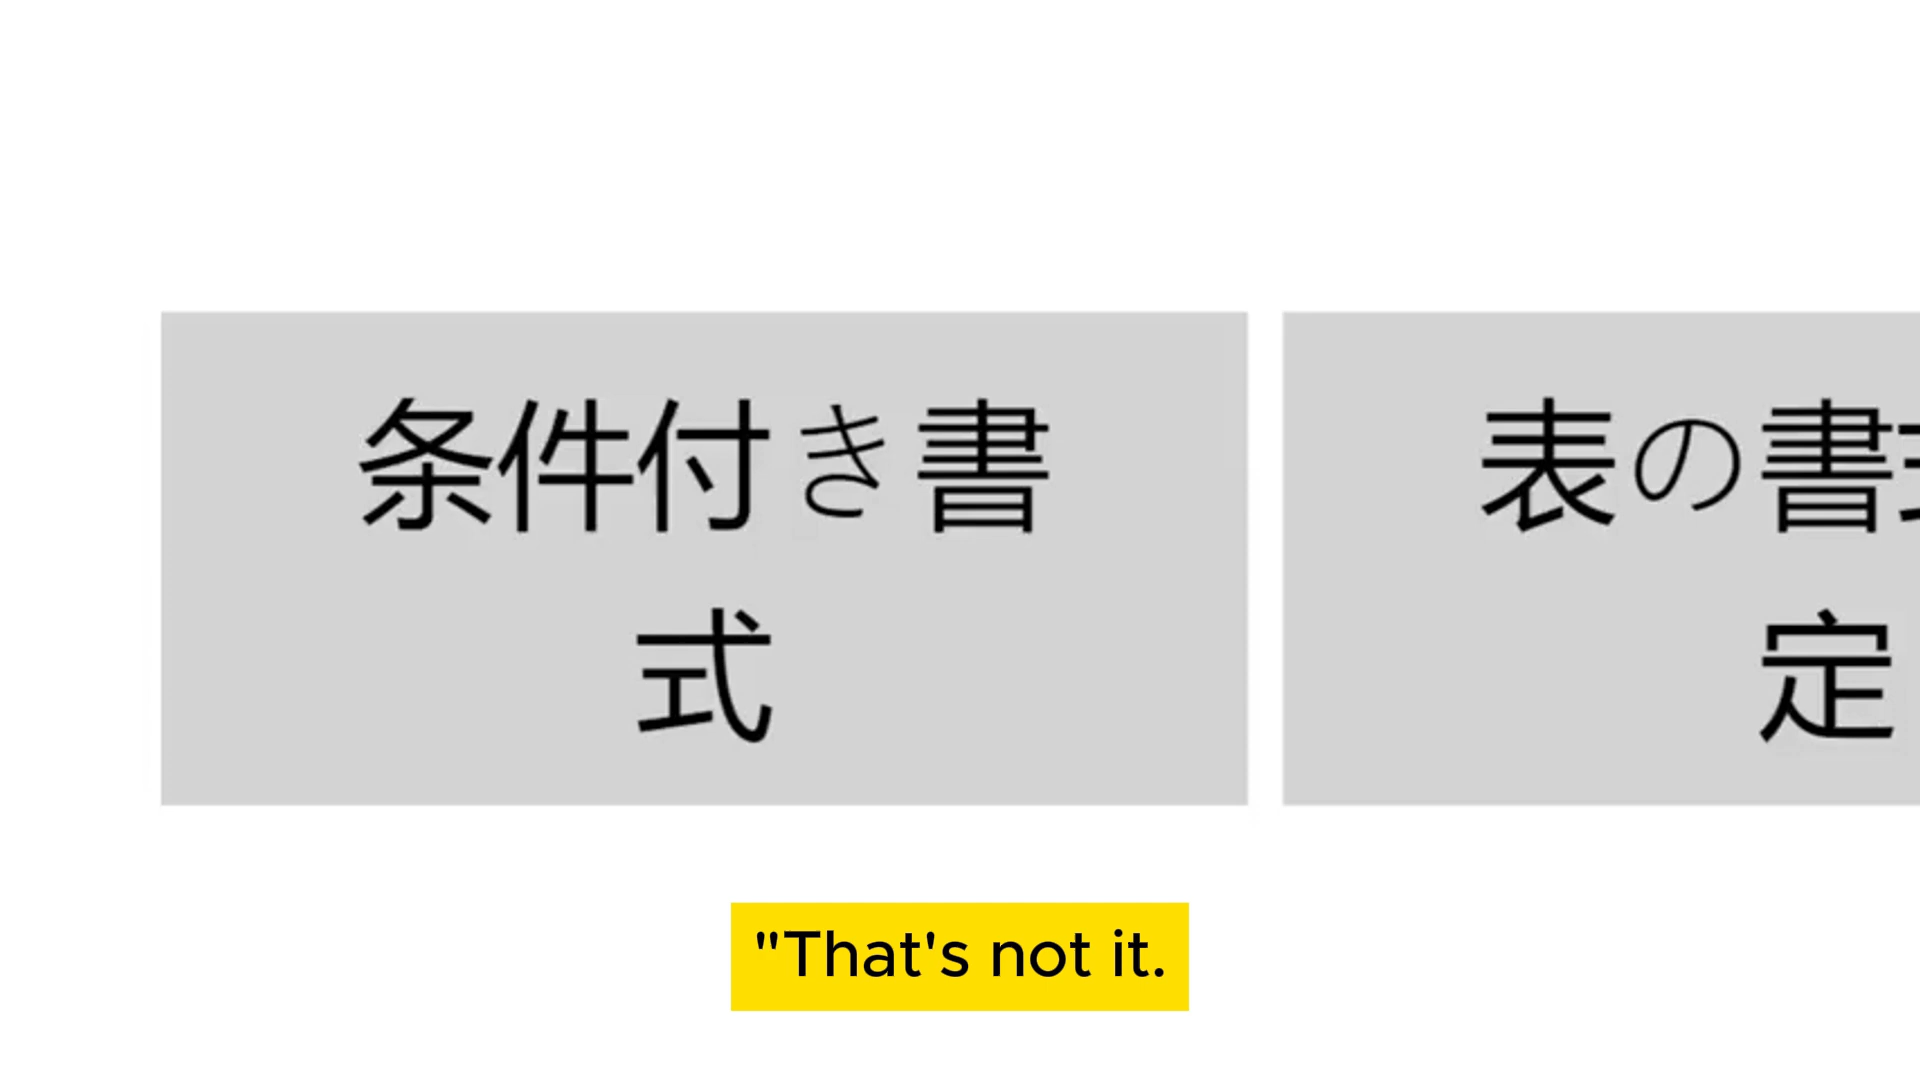 条件付き書
式
表の書
定
"That's not it.